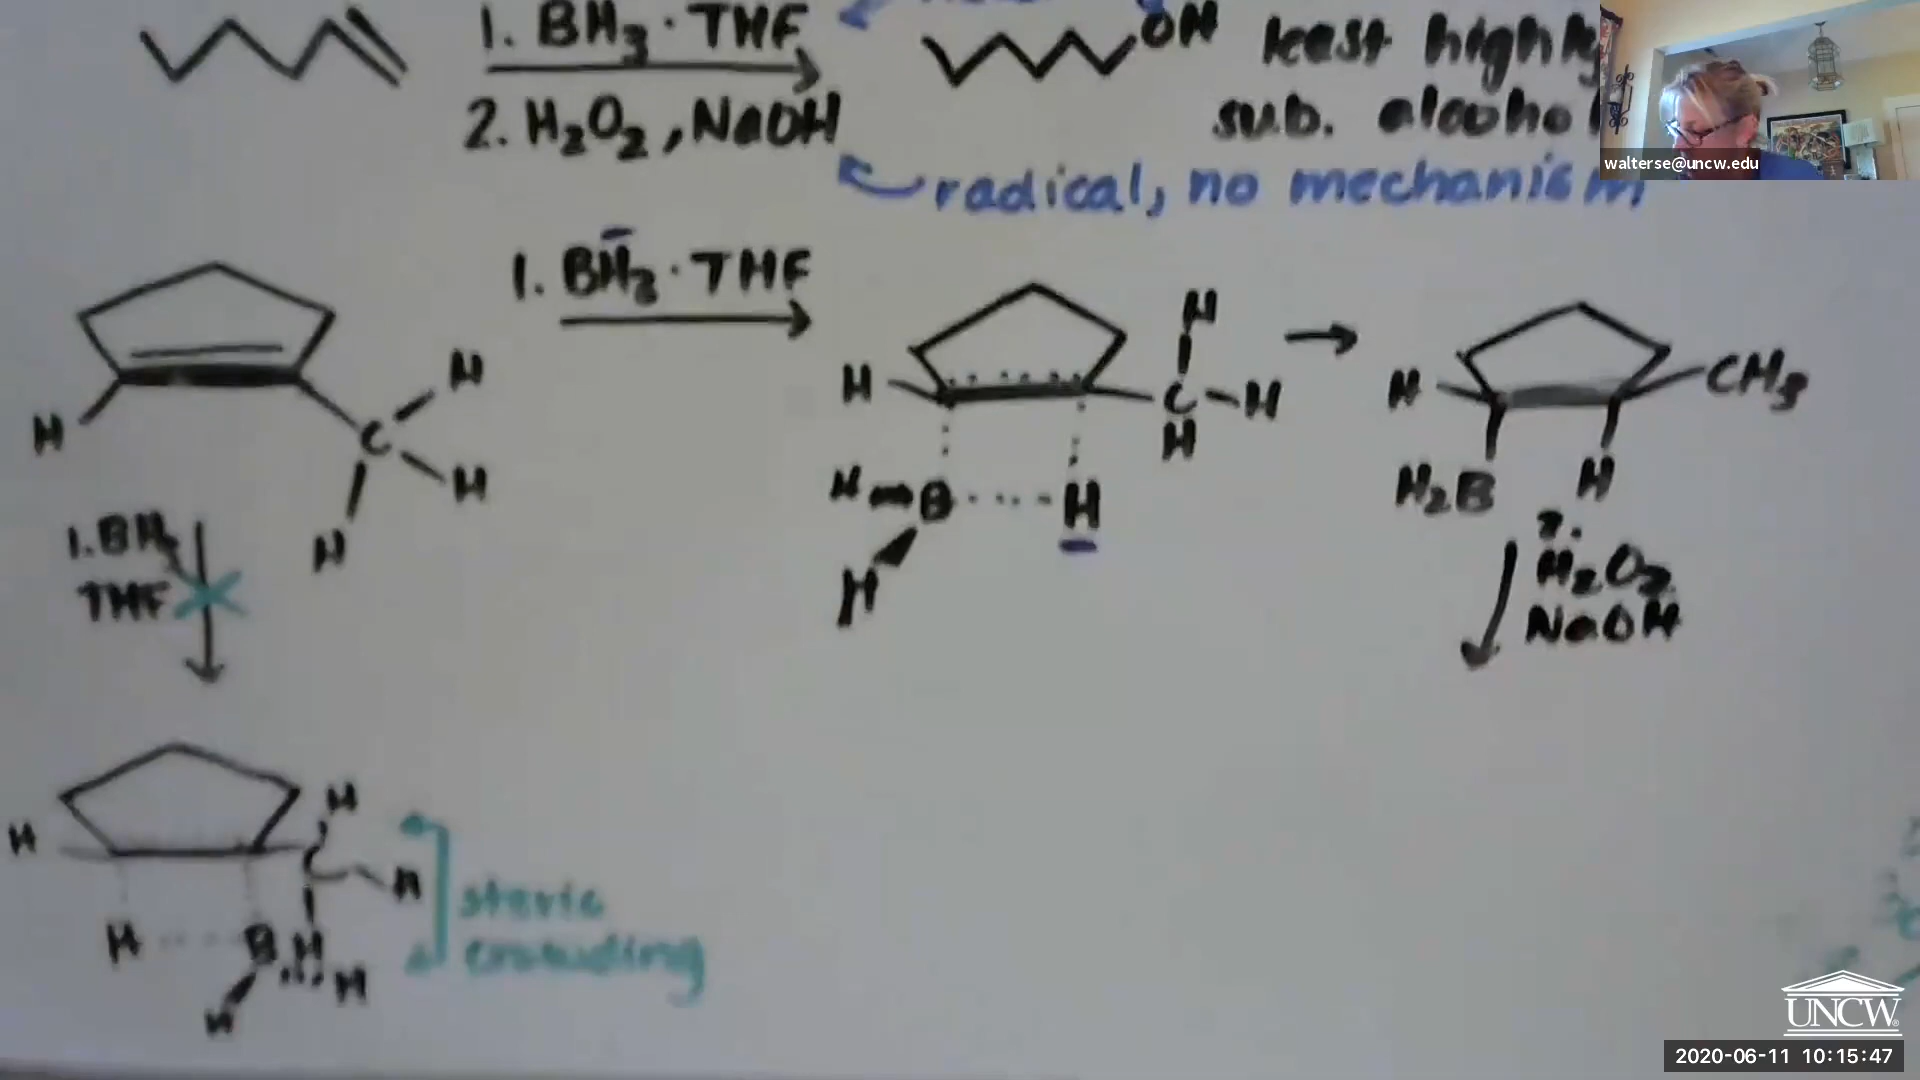 1. BH3 · THF
2. H2O2, NaOH
OH
least highly
sub. alcohol
walterse@uncw.edu
radical, no mechanism
1. BH3 · THF
H
H
C
H
H
1. BH3
THF
H
H
C
H
H
H
B
H
H
H
CH3
H2B
H
2.
H2O2
NaOH
H
H
C
H
H
H
B
H
H
steric
crowding
UNCW
2020-06-11 10:15:47